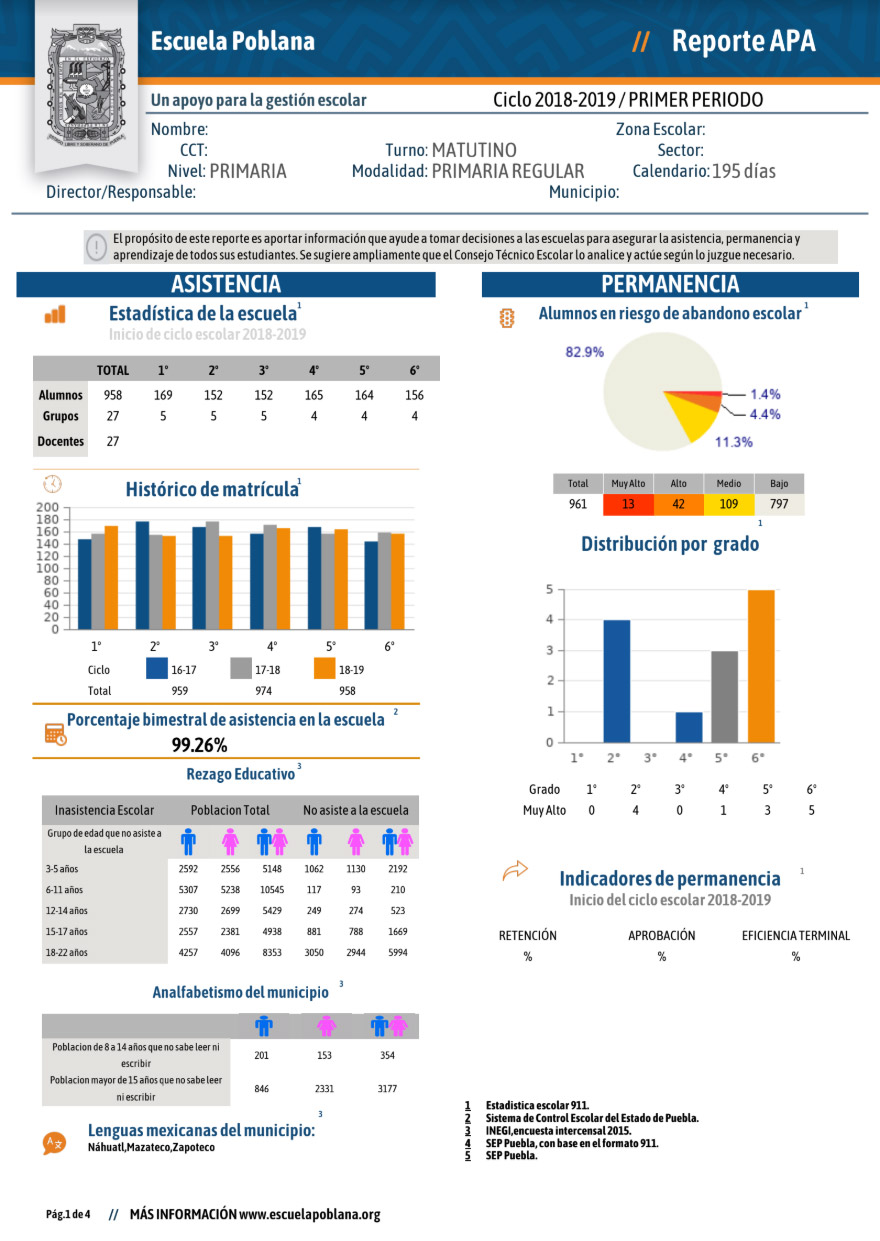 Escuela Poblana
// Reporte APA
Un apoyo para la gestión escolar
Ciclo 2018-2019 / PRIMER PERIODO
Nombre: Zona Escolar:
CCT: Turno: MATUTINO Sector:
Nivel: PRIMARIA Modalidad: PRIMARIA REGULAR Calendario: 195 días
Director/Responsable: Municipio:
El propósito de este reporte es aportar información que ayude a tomar decisiones a las escuelas para asegurar la asistencia, permanencia y
aprendizaje de todos sus estudiantes. Se sugiere ampliamente que el Consejo Técnico Escolar lo analice y actúe según lo juzgue necesario.
ASISTENCIA
Estadística de la escuela 1
Inicio de ciclo escolar 2018-2019
TOTAL 1° 2° 3° 4° 5° 6°
Alumnos 958 169 152 152 165 164 156
Grupos 27 5 5 5 4 4 4
Docentes 27
Histórico de matrícula 1
200
180
160
140
120
100
80
60
40
20
0
1° 2° 3° 4° 5° 6°
Ciclo 16-17 17-18 18-19
Total 959 974 958
Porcentaje bimestral de asistencia en la escuela 2
99.26%
Rezago Educativo 3
Inasistencia Escolar Poblacion Total No asiste a la escuela
Grupo de edad que no asiste a
la escuela
3-5 años 2592 2556 5148 1062 1130 2192
6-11 años 5307 5238 10545 117 93 210
12-14 años 2730 2699 5429 249 274 523
15-17 años 2557 2381 4938 881 788 1669
18-22 años 4257 4096 8353 3050 2944 5994
Analfabetismo del municipio 3
Poblacion de 8 a 14 años que no sabe leer ni
escribir
201 153 354
Poblacion mayor de 15 años que no sabe leer
ni escribir
846 2331 3177
3
Lenguas mexicanas del municipio:
Náhuatl,Mazateco,Zapoteco
PERMANENCIA
Alumnos en riesgo de abandono escolar 1
82.9%
1.4%
4.4%
11.3%
Total Muy Alto Alto Medio Bajo
961 13 42 109 797
1
Distribución por grado
5
4
3
2
1
0
1° 2° 3° 4° 5° 6°
Grado 1° 2° 3° 4° 5° 6°
Muy Alto 0 4 0 1 3 5
Indicadores de permanencia 1
Inicio del ciclo escolar 2018-2019
RETENCIÓN APROBACIÓN EFICIENCIA TERMINAL
% % %
1 Estadistica escolar 911.
2 Sistema de Control Escolar del Estado de Puebla.
3 INEGI,encuesta intercensal 2015.
4 SEP Puebla, con base en el formato 911.
5 SEP Puebla.
Pág.1 de 4 // MÁS INFORMACIÓN www.escuelapoblana.org